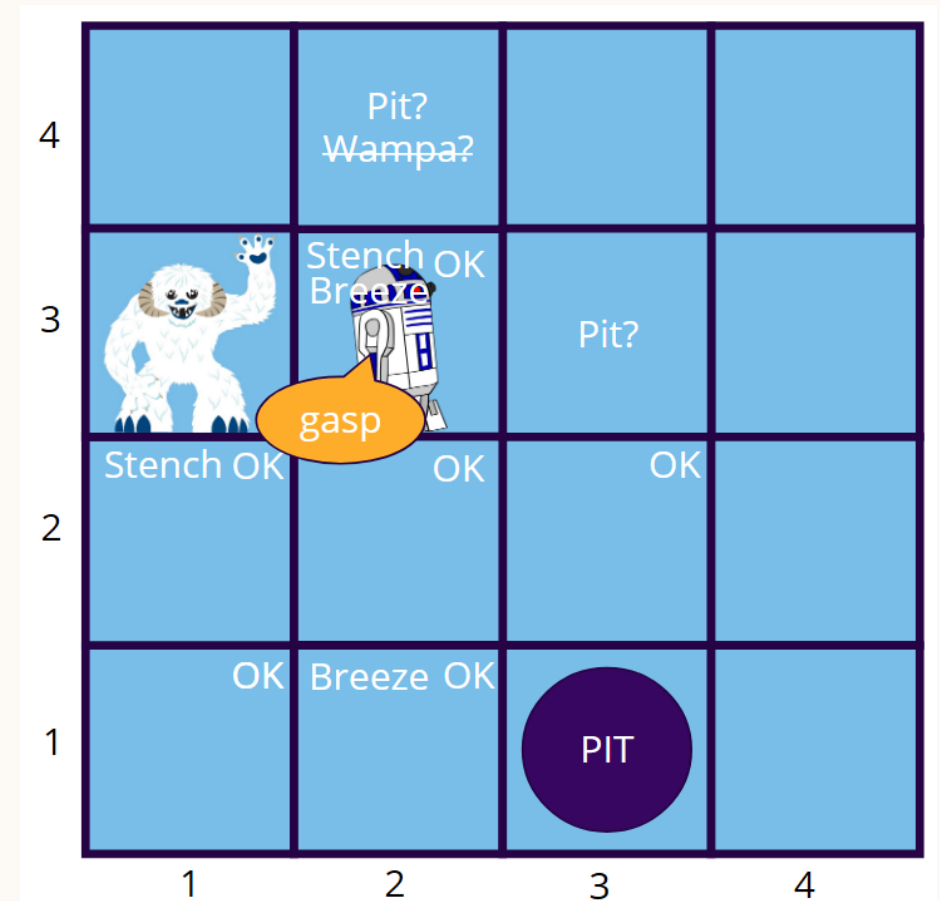 4
Pit?
Wampa?
3
Stench OK
Breeze
Pit?
gasp
2
Stench OK
OK
OK
1
OK
Breeze OK
PIT
1 2 3 4